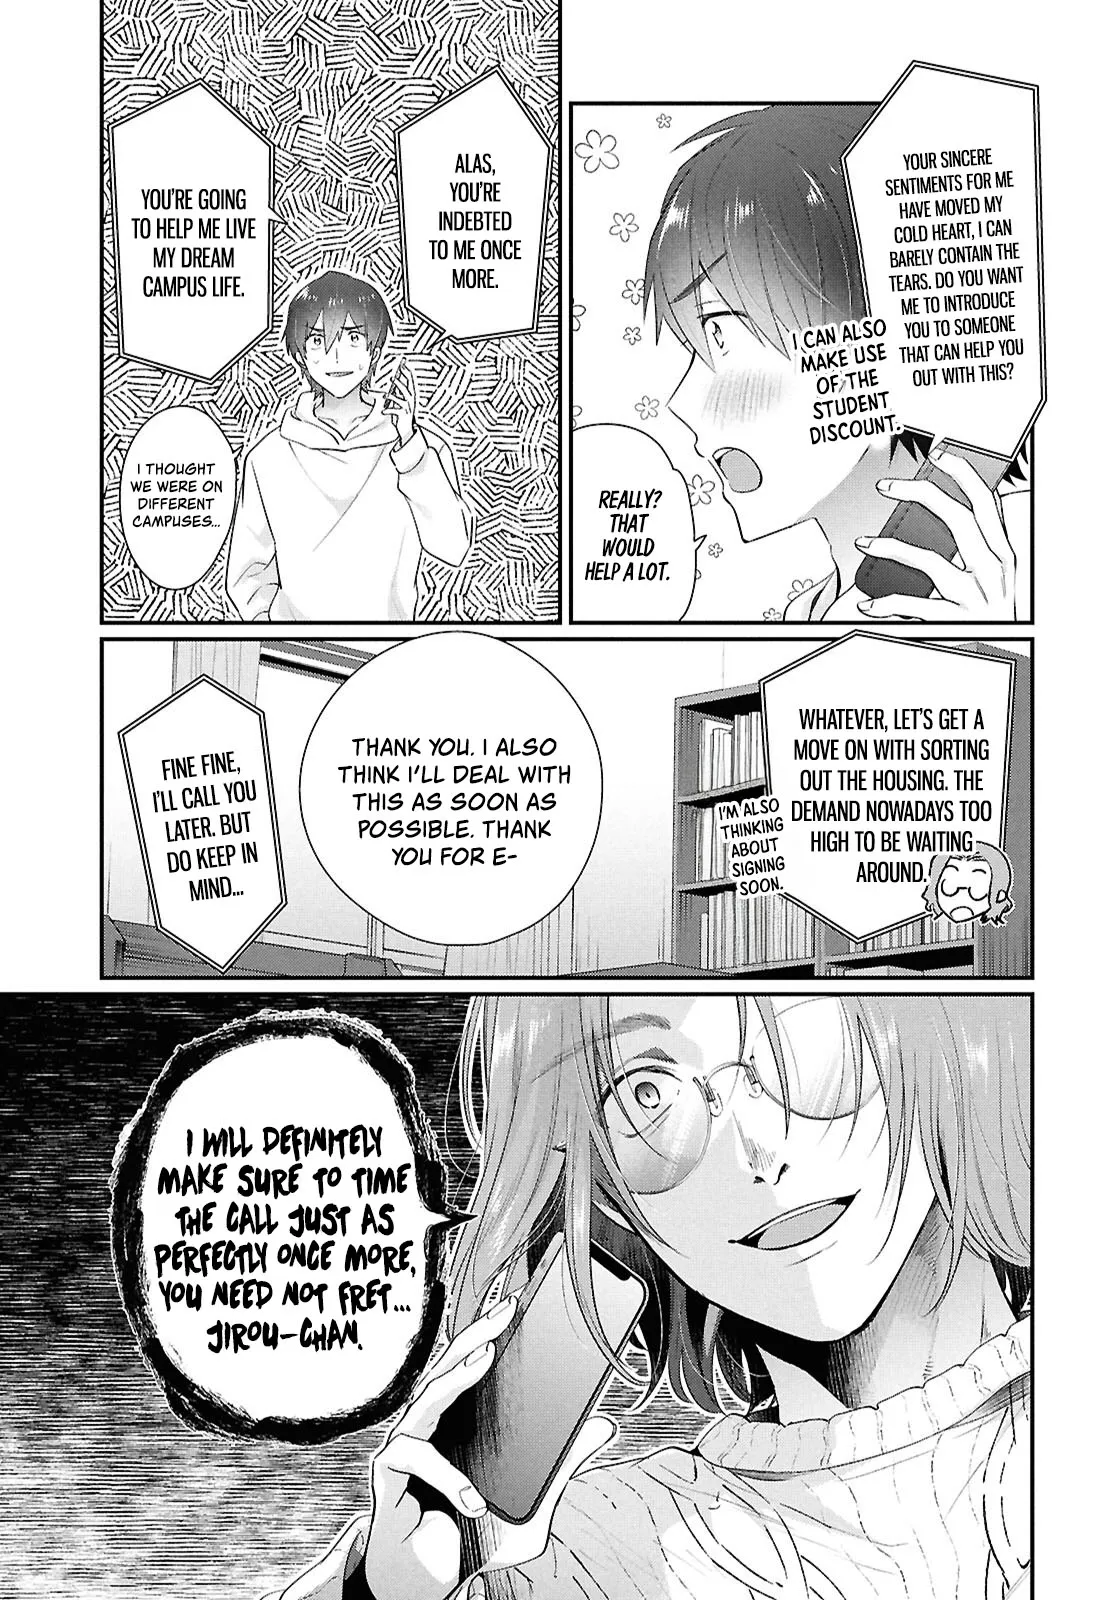 YOUR SINCERE
SENTIMENTS FOR ME
HAVE MOVED MY
COLD HEART, I CAN
BARELY CONTAIN THE
TEARS. DO YOU WANT
ME TO INTRODUCE
YOU TO SOMEONE
THAT CAN HELP YOU
OUT WITH THIS?
I CAN ALSO
MAKE USE
OF THE
STUDENT
DISCOUNT.
REALLY?
THAT
WOULD
HELP A LOT.
ALAS,
YOU'RE
INDEBTED
TO ME ONCE
MORE.
YOU'RE GOING
TO HELP ME LIVE
MY DREAM
CAMPUS LIFE.
I THOUGHT
WE WERE ON
DIFFERENT
CAMPUSES...
WHATEVER, LET'S GET A
MOVE ON WITH SORTING
OUT THE HOUSING. THE
DEMAND NOWADAYS TOO
HIGH TO BE WAITING
AROUND.
I'M ALSO
THINKING
ABOUT
SIGNING
SOON.
THANK YOU. I ALSO
THINK I'LL DEAL WITH
THIS AS SOON AS
POSSIBLE. THANK
YOU FOR E-
FINE FINE,
I'LL CALL YOU
LATER. BUT
DO KEEP IN
MIND...
I WILL DEFINITELY
MAKE SURE TO TIME
THE CALL JUST AS
PERFECTLY ONCE MORE,
YOU NEED NOT FRET...
JIROU-CHAN.